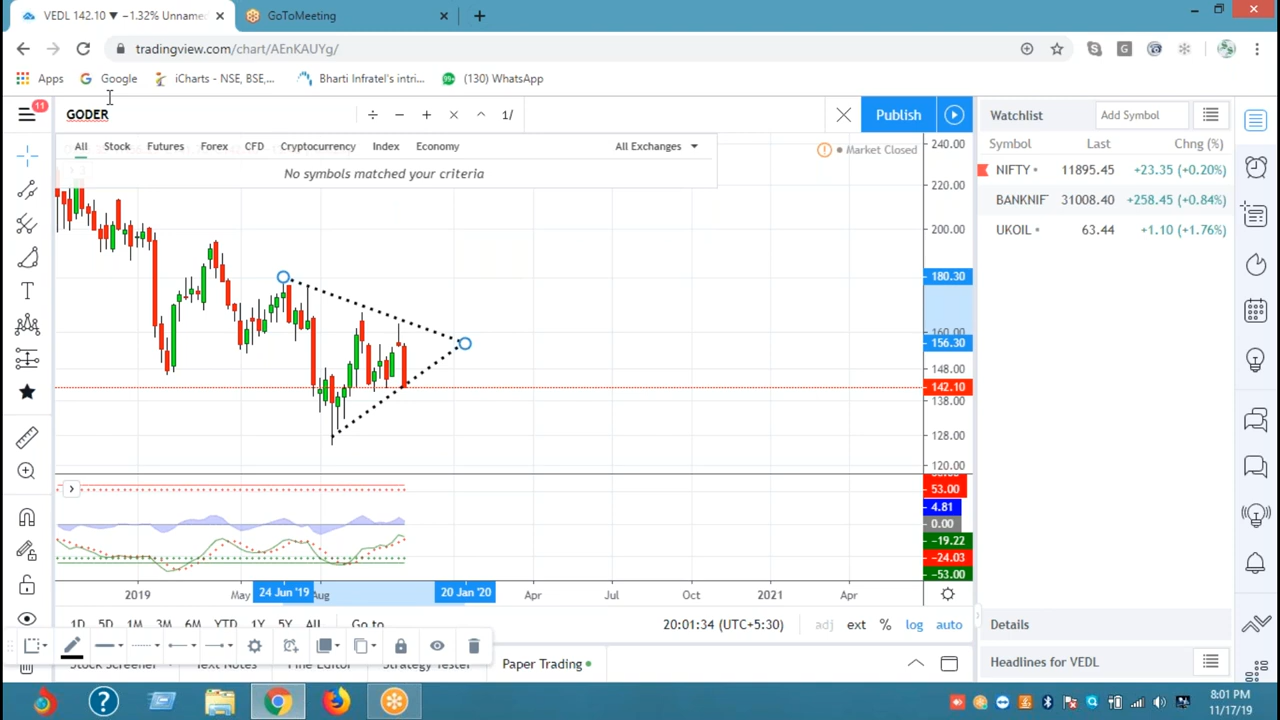 VEDL 142.10 ▼ −1.32% Unname
GoToMeeting
tradingview.com/chart/AEnKAUYg/
Apps
Google
iCharts - NSE, BSE,...
Bharti Infratel's intri...
(130) WhatsApp
99+
11
GODER
÷ − + × ^ 1/
Publish
Watchlist
Add Symbol
All Stock Futures Forex CFD Cryptocurrency Index Economy
All Exchanges
No symbols matched your criteria
Market Closed
Symbol Last Chng (%)
NIFTY 11895.45 +23.35 (+0.20%)
BANKNIF 31008.40 +258.45 (+0.84%)
UKOIL 63.44 +1.10 (+1.76%)
240.00
220.00
200.00
180.30
160.00
156.30
148.00
142.10
138.00
128.00
120.00
53.00
4.81
0.00
−19.22
−24.03
−53.00
2019 May 24 Jun '19 Aug 20 Jan '20 Apr Jul Oct 2021 Apr
1D 5D 1M 3M 6M YTD 1Y 5Y All Go to
20:01:34 (UTC+5:30)
adj ext % log auto
Details
Stock Screener Text Notes Pine Editor Strategy Tester Paper Trading
Headlines for VEDL
8:01 PM
11/17/19